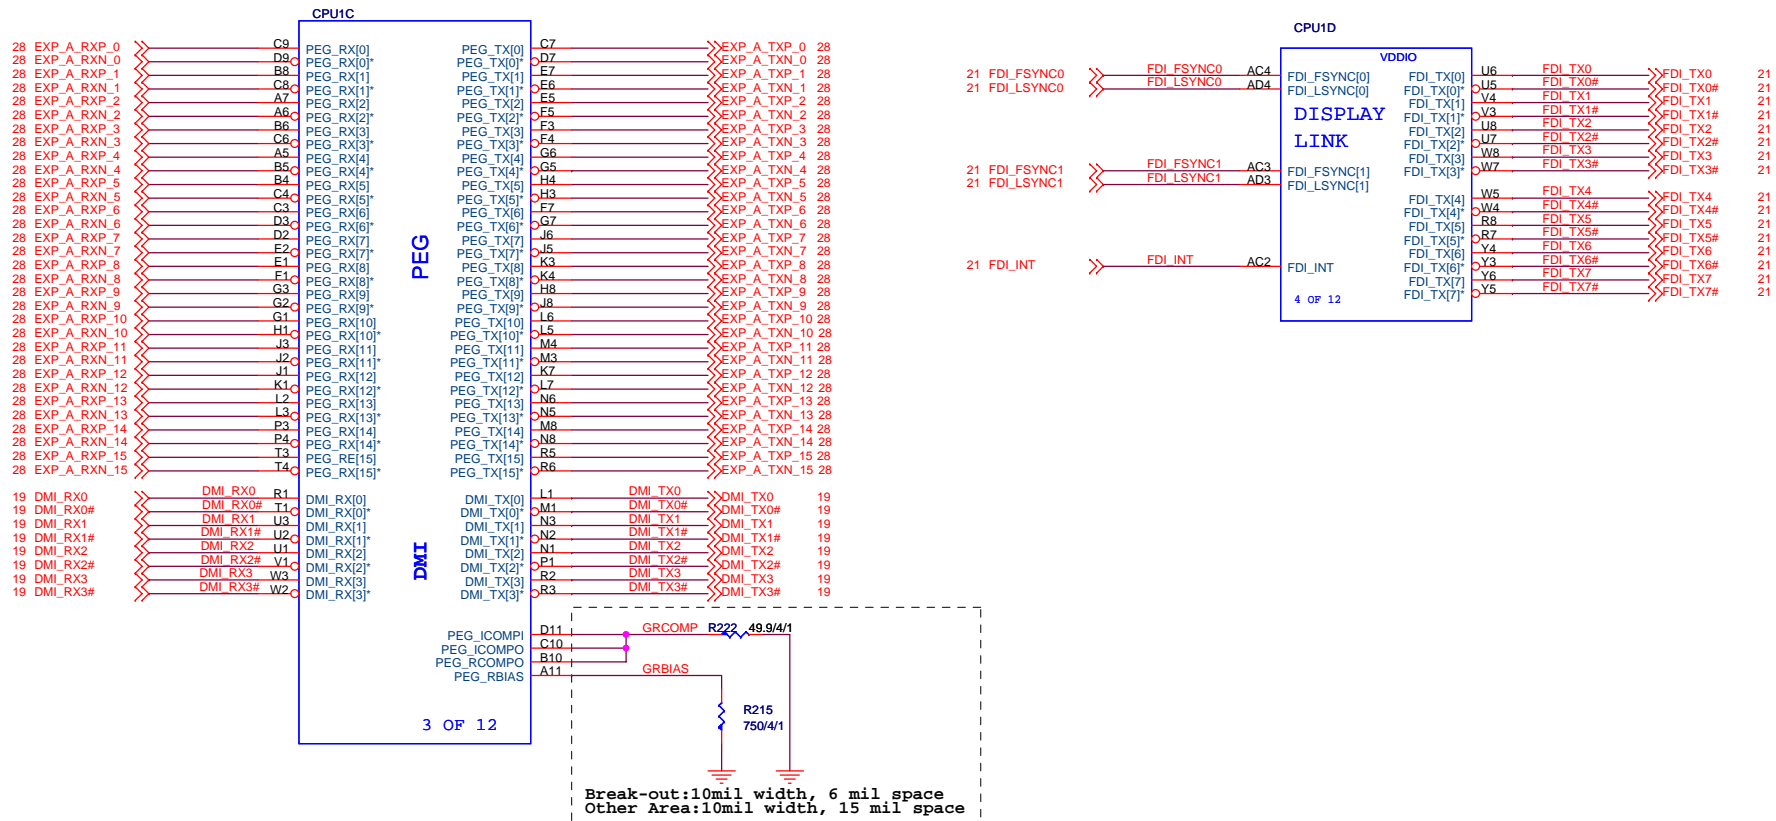 CPU1C
28 EXP_A_RXP_0 C9 PEG_RX[0] PEG_TX[0] C7 EXP_A_TXP_0 28
28 EXP_A_RXN_0 D9 PEG_RX[0]* PEG_TX[0]* D7 EXP_A_TXN_0 28
28 EXP_A_RXP_1 B8 PEG_RX[1] PEG_TX[1] E7 EXP_A_TXP_1 28
28 EXP_A_RXN_1 C8 PEG_RX[1]* PEG_TX[1]* E6 EXP_A_TXN_1 28
28 EXP_A_RXP_2 A7 PEG_RX[2] PEG_TX[2] E5 EXP_A_TXP_2 28
28 EXP_A_RXN_2 A6 PEG_RX[2]* PEG_TX[2]* F5 EXP_A_TXN_2 28
28 EXP_A_RXP_3 B6 PEG_RX[3] PEG_TX[3] F3 EXP_A_TXP_3 28
28 EXP_A_RXN_3 C6 PEG_RX[3]* PEG_TX[3]* F4 EXP_A_TXN_3 28
28 EXP_A_RXP_4 A5 PEG_RX[4] PEG_TX[4] G6 EXP_A_TXP_4 28
28 EXP_A_RXN_4 B5 PEG_RX[4]* PEG_TX[4]* G5 EXP_A_TXN_4 28
28 EXP_A_RXP_5 B4 PEG_RX[5] PEG_TX[5] H4 EXP_A_TXP_5 28
28 EXP_A_RXN_5 C4 PEG_RX[5]* PEG_TX[5]* H3 EXP_A_TXN_5 28
28 EXP_A_RXP_6 C3 PEG_RX[6] PEG_TX[6] F7 EXP_A_TXP_6 28
28 EXP_A_RXN_6 D3 PEG_RX[6]* PEG_TX[6]* G7 EXP_A_TXN_6 28
28 EXP_A_RXP_7 D2 PEG_RX[7] PEG_TX[7] J6 EXP_A_TXP_7 28
28 EXP_A_RXN_7 E2 PEG_RX[7]* PEG_TX[7]* J5 EXP_A_TXN_7 28
28 EXP_A_RXP_8 E1 PEG_RX[8] PEG_TX[8] K3 EXP_A_TXP_8 28
28 EXP_A_RXN_8 F1 PEG_RX[8]* PEG_TX[8]* K4 EXP_A_TXN_8 28
28 EXP_A_RXP_9 G3 PEG_RX[9] PEG_TX[9] H8 EXP_A_TXP_9 28
28 EXP_A_RXN_9 G2 PEG_RX[9]* PEG_TX[9]* J8 EXP_A_TXN_9 28
28 EXP_A_RXP_10 G1 PEG_RX[10] PEG_TX[10] L6 EXP_A_TXP_10 28
28 EXP_A_RXN_10 H1 PEG_RX[10]* PEG_TX[10]* L5 EXP_A_TXN_10 28
28 EXP_A_RXP_11 J3 PEG_RX[11] PEG_TX[11] M4 EXP_A_TXP_11 28
28 EXP_A_RXN_11 J2 PEG_RX[11]* PEG_TX[11]* M3 EXP_A_TXN_11 28
28 EXP_A_RXP_12 J1 PEG_RX[12] PEG_TX[12] K7 EXP_A_TXP_12 28
28 EXP_A_RXN_12 K1 PEG_RX[12]* PEG_TX[12]* L7 EXP_A_TXN_12 28
28 EXP_A_RXP_13 L2 PEG_RX[13] PEG_TX[13] N6 EXP_A_TXP_13 28
28 EXP_A_RXN_13 L3 PEG_RX[13]* PEG_TX[13]* N5 EXP_A_TXN_13 28
28 EXP_A_RXP_14 P3 PEG_RX[14] PEG_TX[14] M8 EXP_A_TXP_14 28
28 EXP_A_RXN_14 P4 PEG_RX[14]* PEG_TX[14]* N8 EXP_A_TXN_14 28
28 EXP_A_RXP_15 T3 PEG_RE[15] PEG_TX[15] R5 EXP_A_TXP_15 28
28 EXP_A_RXN_15 T4 PEG_RX[15]* PEG_TX[15]* R6 EXP_A_TXN_15 28
PEG
19 DMI_RX0 DMI_RX0 R1 DMI_RX[0] DMI_TX[0] L1 DMI_TX0 DMI_TX0 19
19 DMI_RX0# DMI_RX0# T1 DMI_RX[0]* DMI_TX[0]* M1 DMI_TX0# DMI_TX0# 19
19 DMI_RX1 DMI_RX1 U3 DMI_RX[1] DMI_TX[1] N3 DMI_TX1 DMI_TX1 19
19 DMI_RX1# DMI_RX1# U2 DMI_RX[1]* DMI_TX[1]* N2 DMI_TX1# DMI_TX1# 19
19 DMI_RX2 DMI_RX2 U1 DMI_RX[2] DMI_TX[2] N1 DMI_TX2 DMI_TX2 19
19 DMI_RX2# DMI_RX2# V1 DMI_RX[2]* DMI_TX[2]* P1 DMI_TX2# DMI_TX2# 19
19 DMI_RX3 DMI_RX3 W3 DMI_RX[3] DMI_TX[3] R2 DMI_TX3 DMI_TX3 19
19 DMI_RX3# DMI_RX3# W2 DMI_RX[3]* DMI_TX[3]* R3 DMI_TX3# DMI_TX3# 19
DMI
PEG_ICOMPI D11 GRCOMP R222 49.9/4/1
PEG_ICOMPO C10
PEG_RCOMPO B10
PEG_RBIAS A11 GRBIAS
R215
750/4/1
3 OF 12
Break-out:10mil width, 6 mil space
Other Area:10mil width, 15 mil space
CPU1D
VDDIO
21 FDI_FSYNC0 FDI_FSYNC0 AC4 FDI_FSYNC[0] FDI_TX[0] U6 FDI_TX0 FDI_TX0 21
21 FDI_LSYNC0 FDI_LSYNC0 AD4 FDI_LSYNC[0] FDI_TX[0]* U5 FDI_TX0# FDI_TX0# 21
FDI_TX[1] V4 FDI_TX1 FDI_TX1 21
DISPLAY FDI_TX[1]* V3 FDI_TX1# FDI_TX1# 21
FDI_TX[2] U8 FDI_TX2 FDI_TX2 21
LINK FDI_TX[2]* U7 FDI_TX2# FDI_TX2# 21
FDI_TX[3] W8 FDI_TX3 FDI_TX3 21
21 FDI_FSYNC1 FDI_FSYNC1 AC3 FDI_FSYNC[1] FDI_TX[3]* W7 FDI_TX3# FDI_TX3# 21
21 FDI_LSYNC1 FDI_LSYNC1 AD3 FDI_LSYNC[1]
FDI_TX[4] W5 FDI_TX4 FDI_TX4 21
FDI_TX[4]* W4 FDI_TX4# FDI_TX4# 21
FDI_TX[5] R8 FDI_TX5 FDI_TX5 21
FDI_TX[5]* R7 FDI_TX5# FDI_TX5# 21
FDI_TX[6] Y4 FDI_TX6 FDI_TX6 21
21 FDI_INT FDI_INT AC2 FDI_INT FDI_TX[6]* Y3 FDI_TX6# FDI_TX6# 21
FDI_TX[7] Y6 FDI_TX7 FDI_TX7 21
FDI_TX[7]* Y5 FDI_TX7# FDI_TX7# 21
4 OF 12